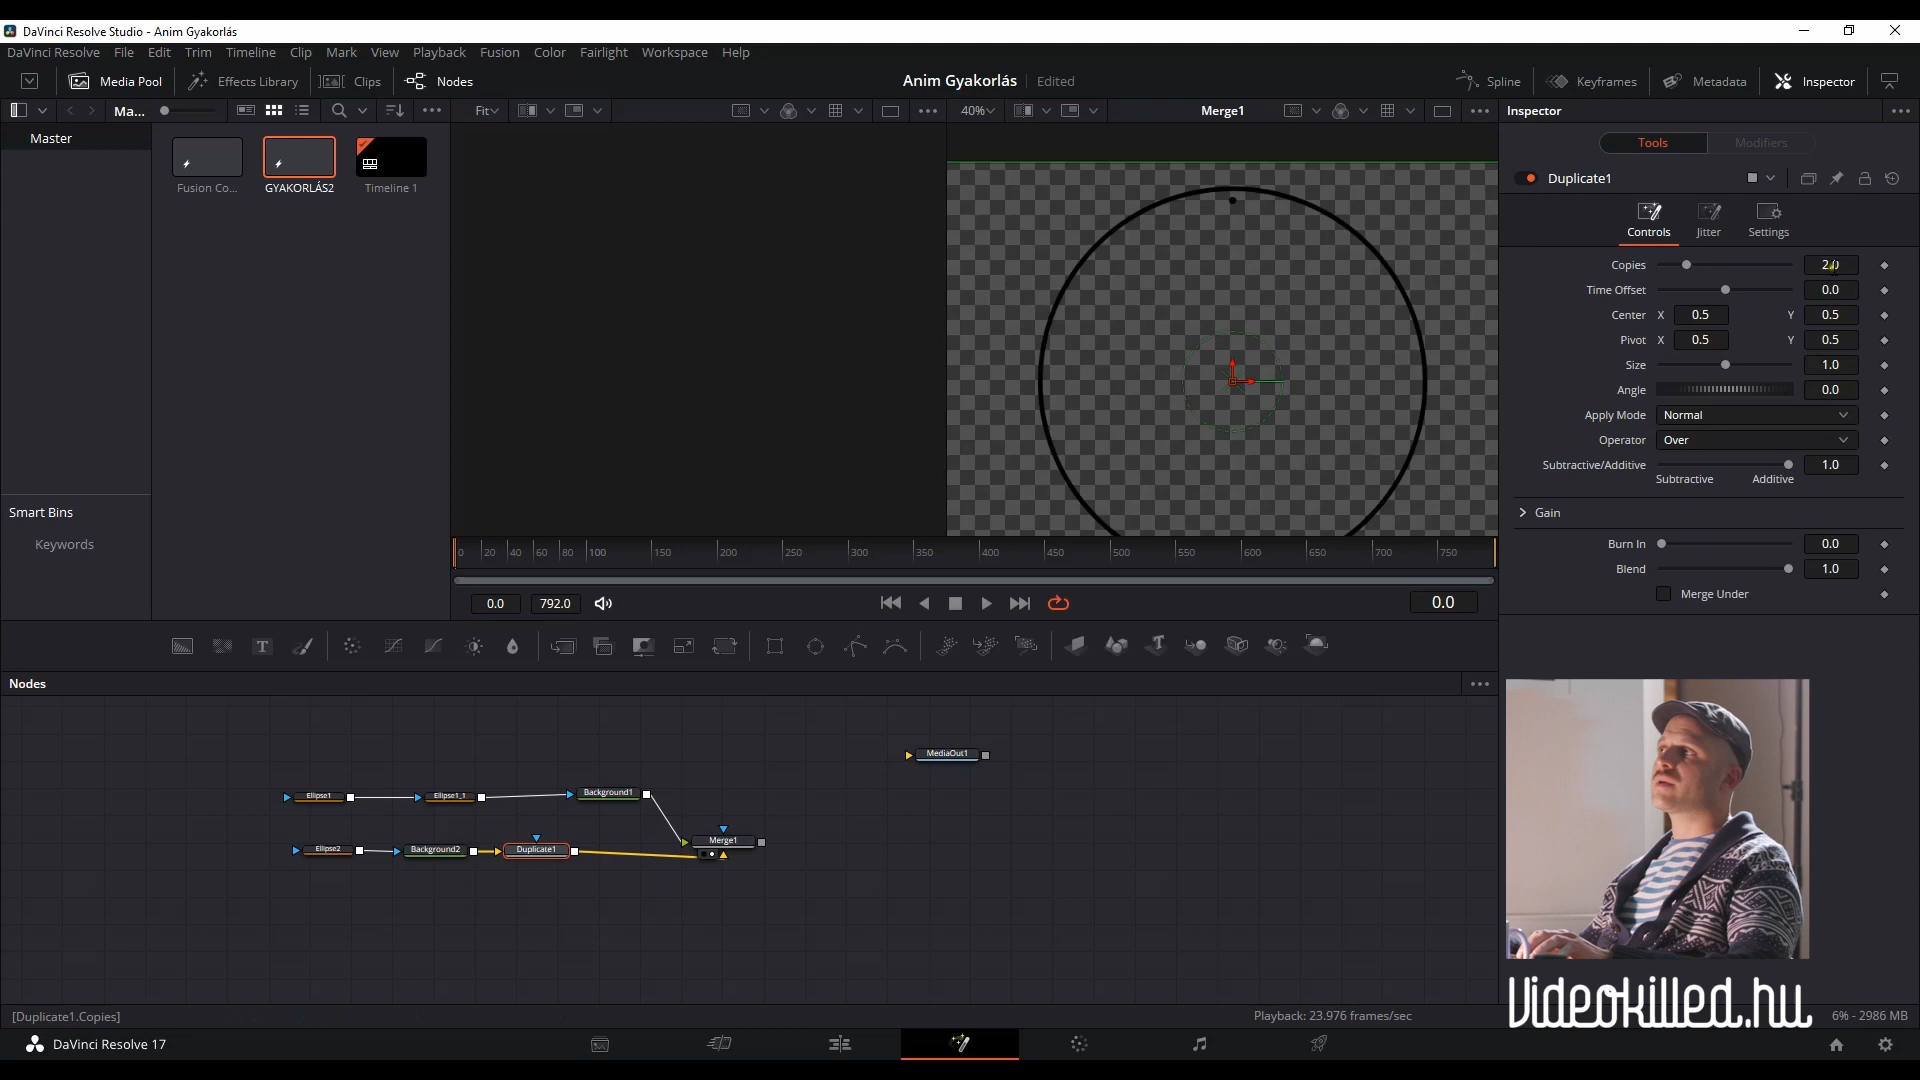 DaVinci Resolve Studio - Anim Gyakorlás
DaVinci Resolve File Edit Trim Timeline Clip Mark View Playback Fusion Color Fairlight Workspace Help
Media Pool Effects Library Clips Nodes Anim Gyakorlás Edited Spline Keyframes Metadata Inspector
Ma... Fit 40% Merge1 Inspector
Master
Fusion Co... GYAKORLÁS2 Timeline 1
Tools Modifiers
Duplicate1
Controls Jitter Settings
Copies 2.0
Time Offset 0.0
Center X 0.5 Y 0.5
Pivot X 0.5 Y 0.5
Size 1.0
Angle 0.0
Apply Mode Normal
Operator Over
Subtractive/Additive 1.0
Subtractive Additive
Gain
Burn In 0.0
Blend 1.0
Merge Under
Smart Bins
Keywords
0 20 40 60 80 100 150 200 250 300 350 400 450 500 550 600 650 700 750
0.0 792.0 0.0
Nodes
MediaOut1
Ellipse1 Ellipse1_1 Background1
Merge1
Ellipse2 Background2 Duplicate1
Videokilled.hu
[Duplicate1.Copies] Playback: 23.976 frames/sec 6% - 2986 MB
DaVinci Resolve 17